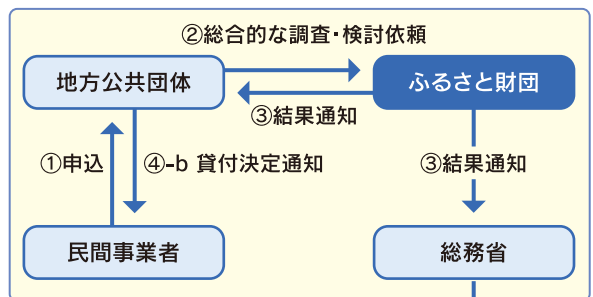 ②総合的な調査・検討依頼
地方公共団体
ふるさと財団
③結果通知
①申込
④-b 貸付決定通知
③結果通知
民間事業者
総務省